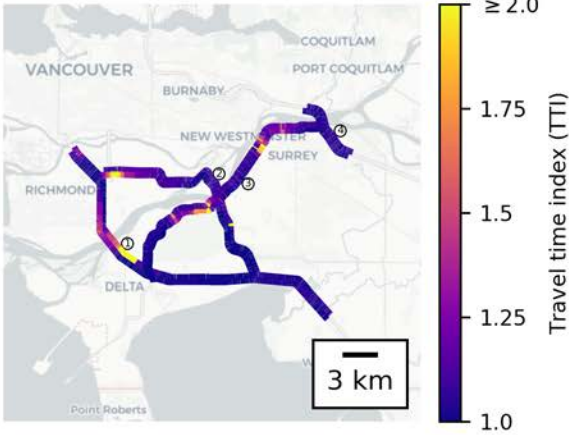 ≥ 2.0
COQUITLAM
VANCOUVER
PORT COQUITLAM
BURNABY
1.75
NEW WESTMINSTER
④
SURREY
②
③
RICHMOND
1.5
Travel time index (TTI)
①
DELTA
1.25
3 km
Point Roberts
1.0